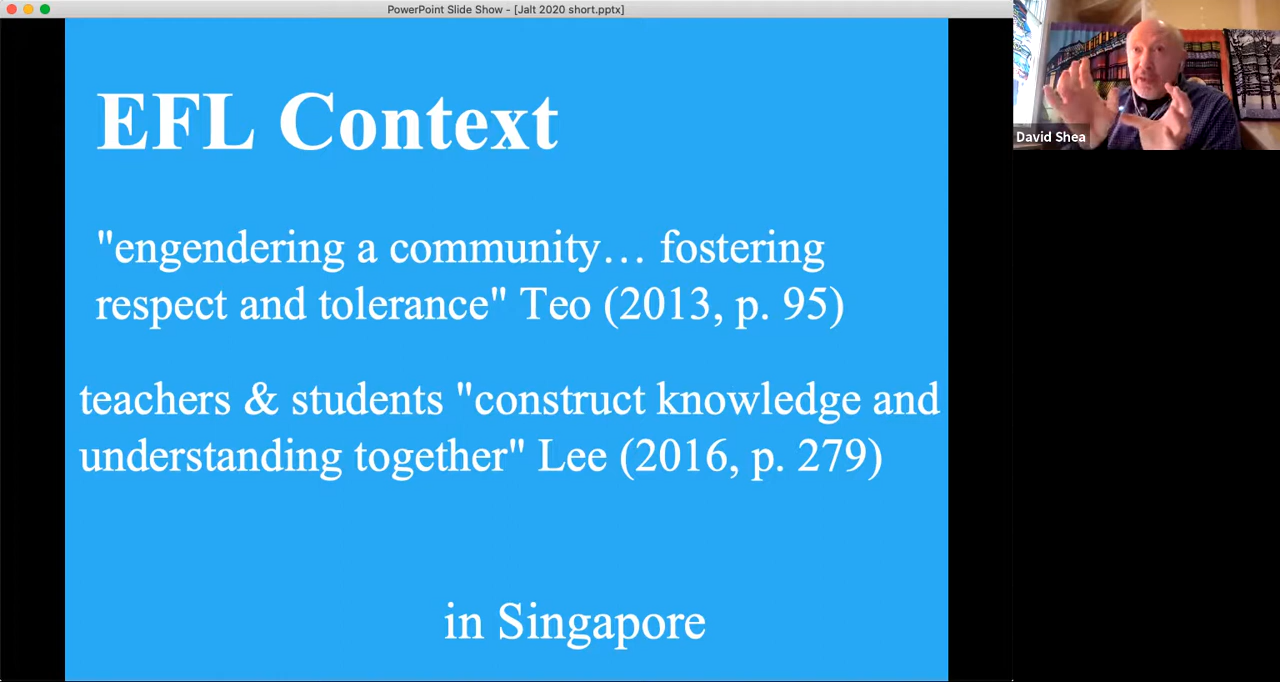 PowerPoint Slide Show - [Jalt 2020 short.pptx]
EFL Context
"engendering a community… fostering
respect and tolerance" Teo (2013, p. 95)
teachers & students "construct knowledge and
understanding together" Lee (2016, p. 279)
in Singapore
David Shea